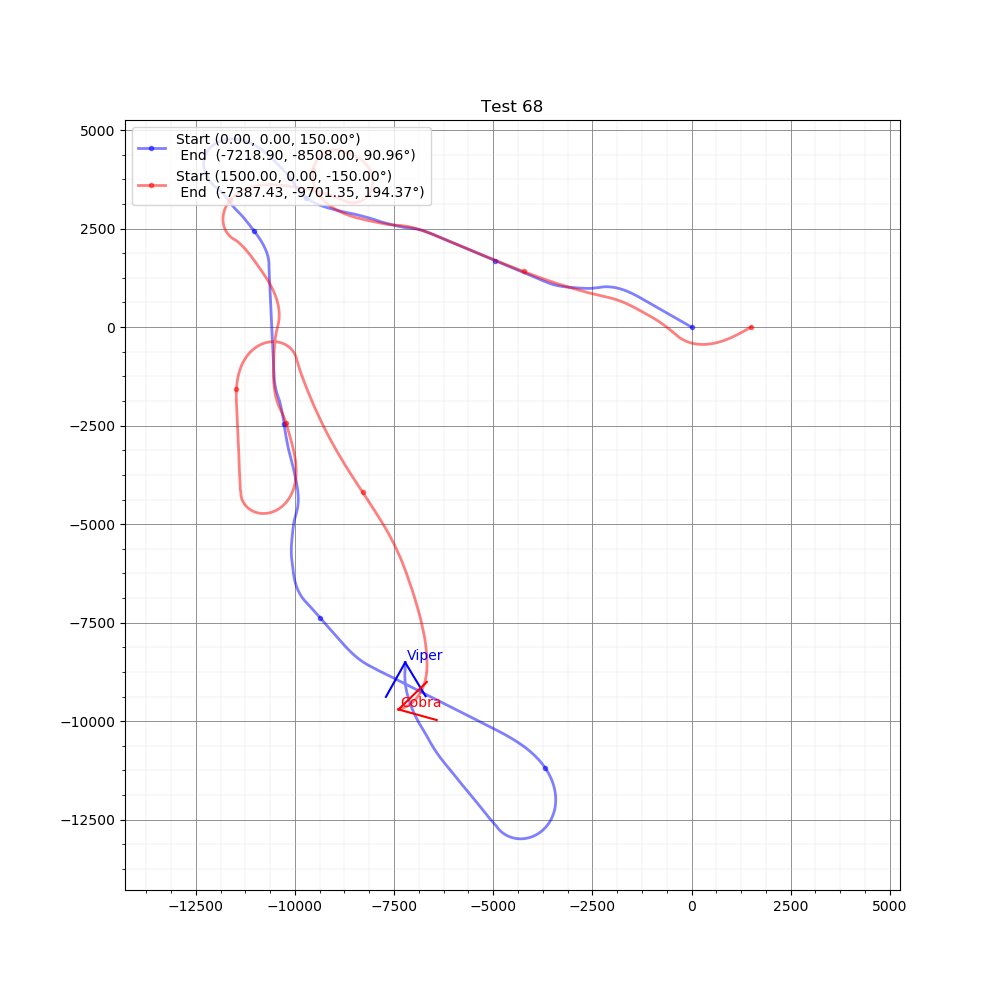 Test 68
Start (0.00, 0.00, 150.00°)
End (-7218.90, -8508.00, 90.96°)
Start (1500.00, 0.00, -150.00°)
End (-7387.43, -9701.35, 194.37°)
5000
2500
0
−2500
−5000
−7500
−10000
−12500
Viper
Cobra
−12500 −10000 −7500 −5000 −2500 0 2500 5000